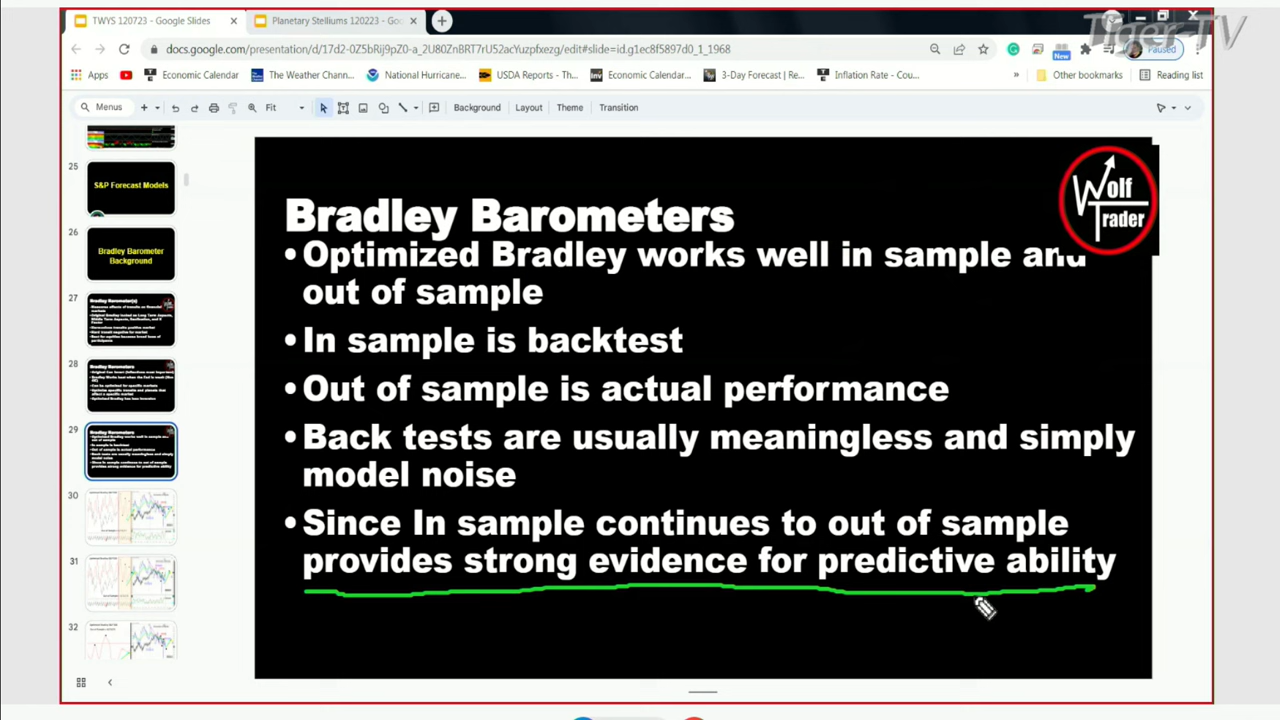 TWYS 120723 - Google Slides
Planetary Stelliums 120223 - Goo
Tiger-TV
docs.google.com/presentation/d/17d2-0Z5bRij9pZ0-a_2U80ZnBRT7rU52acYuzpfxezg/edit#slide=id.g1ec8f5897d0_1_1968
New
Paused
Apps
Economic Calendar
The Weather Chann...
National Hurricane...
USDA Reports - Th...
Economic Calendar...
3-Day Forecast | Re...
Inflation Rate - Cou...
»
Other bookmarks
Reading list
Menus
Fit
Background
Layout
Theme
Transition
25
S&P Forecast Models
26
Bradley Barometer
Background
27
28
29
30
31
32
Wolf
Trader
Bradley Barometers
•Optimized Bradley works well in sample and
out of sample
•In sample is backtest
•Out of sample is actual performance
•Back tests are usually meaningless and simply
model noise
•Since In sample continues to out of sample
provides strong evidence for predictive ability